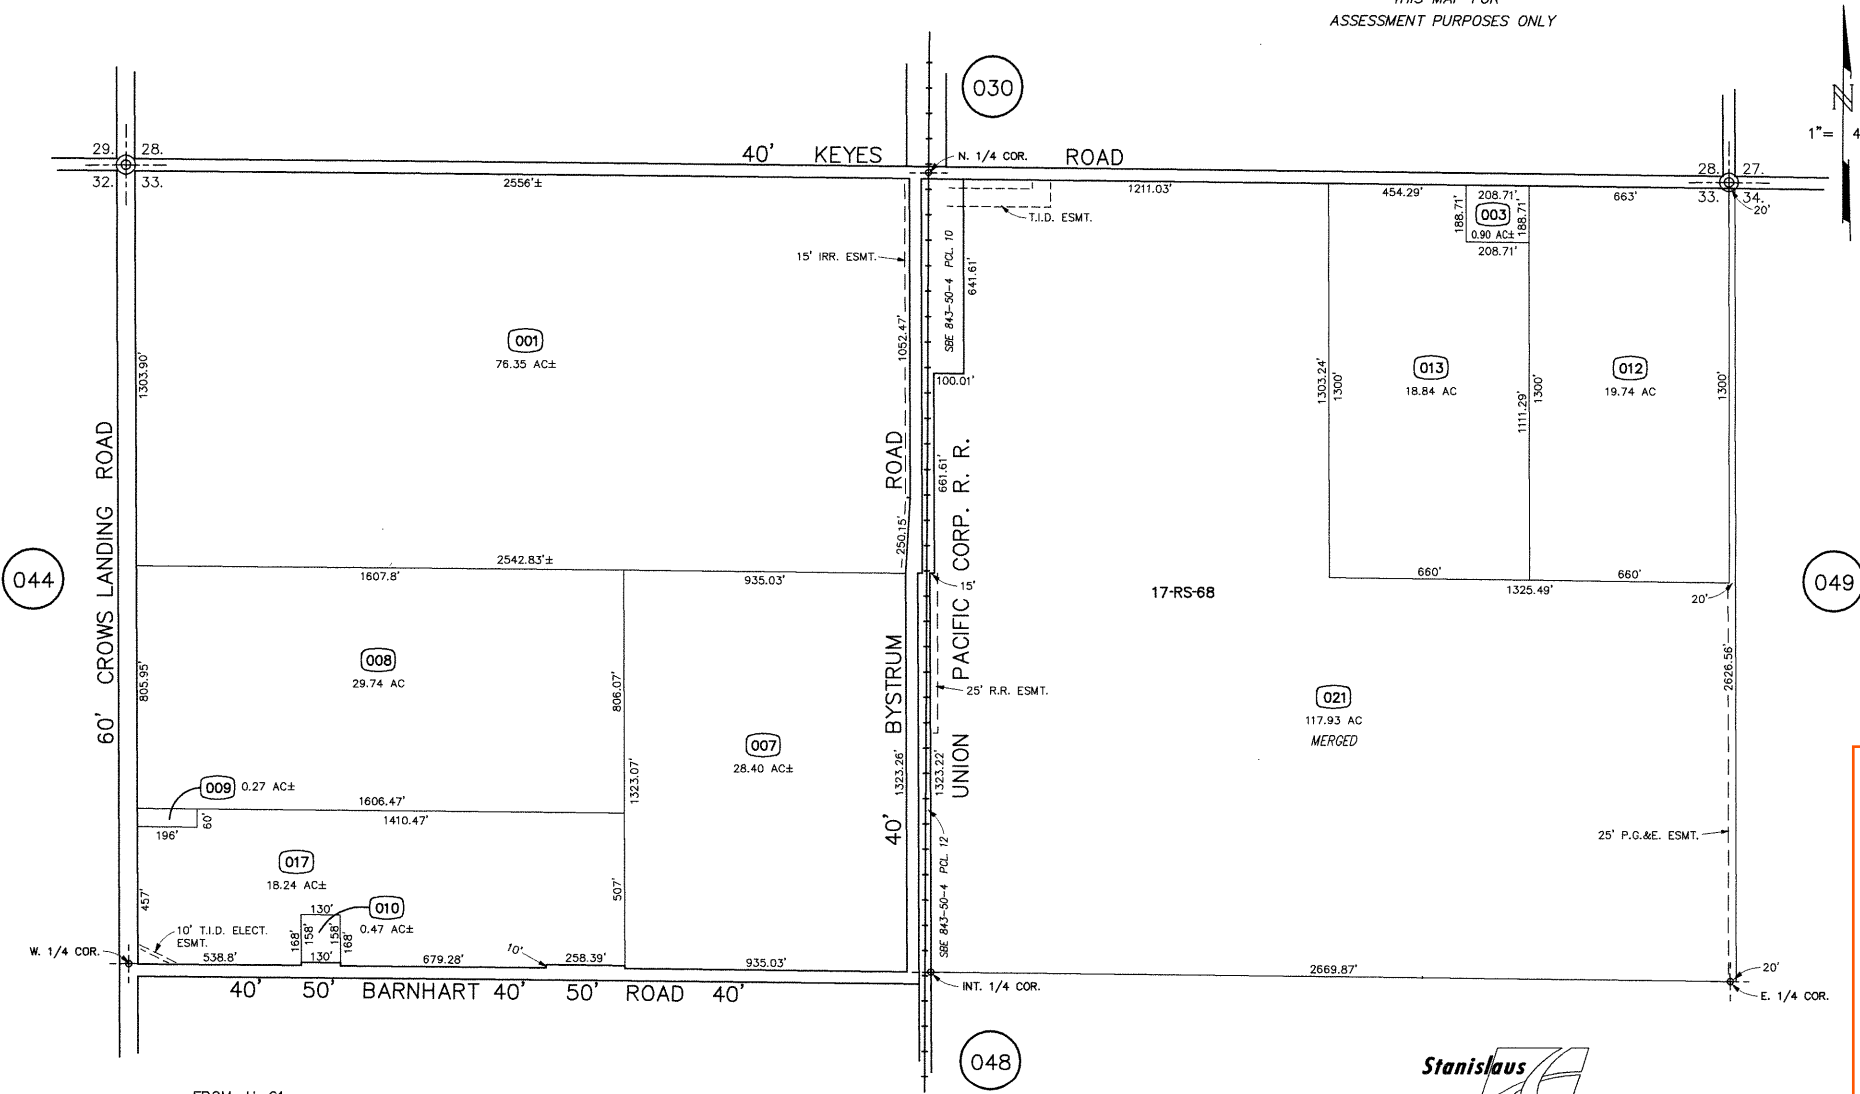 THIS MAP FOR
ASSESSMENT PURPOSES ONLY
030
N
1"= 4
29. 28.
32. 33.
40' KEYES ROAD
N. 1/4 COR.
28. 27.
33. 34.
20'
2556'±
1211.03'
454.29'
208.71'
663'
T.I.D. ESMT.
003
0.90 AC±
188.71'
188.71'
208.71'
15' IRR. ESMT.
SBE 843-50-4 PCL. 10
641.61'
001
76.35 AC±
1303.90'
1052.47'
100.01'
1303.24'
1300'
013
18.84 AC
1111.29'
1300'
012
19.74 AC
1300'
60' CROWS LANDING ROAD
40' BYSTRUM ROAD
661.61'
UNION PACIFIC CORP. R. R.
250.15'
044
2542.83'±
1607.8'
935.03'
15'
17-RS-68
660'
660'
1325.49'
20'
049
008
29.74 AC
805.95'
806.07'
25' R.R. ESMT.
021
117.93 AC
MERGED
2626.56'
007
28.40 AC±
1323.07'
1323.26'
1323.22'
009
0.27 AC±
1606.47'
1410.47'
196'
60'
25' P.G.&E. ESMT.
017
18.24 AC±
SBE 843-50-4 PCL. 12
457'
507'
130'
010
0.47 AC±
168'
158'
158'
168'
10' T.I.D. ELECT.
ESMT.
W. 1/4 COR.
538.8'
130'
679.28'
10'
258.39'
935.03'
2669.87'
20'
40' 50' BARNHART 40' 50' ROAD 40'
INT. 1/4 COR.
E. 1/4 COR.
048
Stanislaus